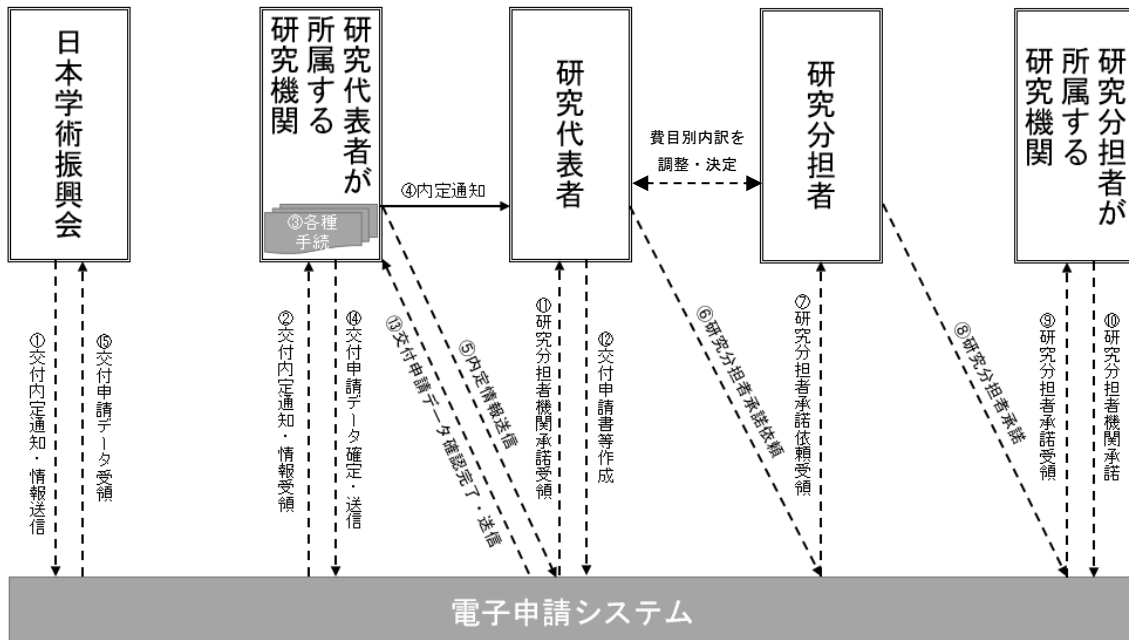 日本学術振興会
研究代表者が
所属する
研究機関
③各種
手続
④内定通知
研究代表者
費目別内訳を
調整・決定
研究分担者
研究分担者が
所属する
研究機関
①交付内定通知・情報送信
⑮交付申請データ受領
②交付内定通知・情報受領
⑭交付申請データ確定・送信
⑬交付申請データ確認完了・送信
⑤内定情報送信
⑪研究分担者機関承諾受領
⑫交付申請書等作成
⑥研究分担者承諾依頼
⑦研究分担者承諾依頼受領
⑧研究分担者承諾
⑨研究分担者承諾受領
⑩研究分担者機関承諾
電子申請システム